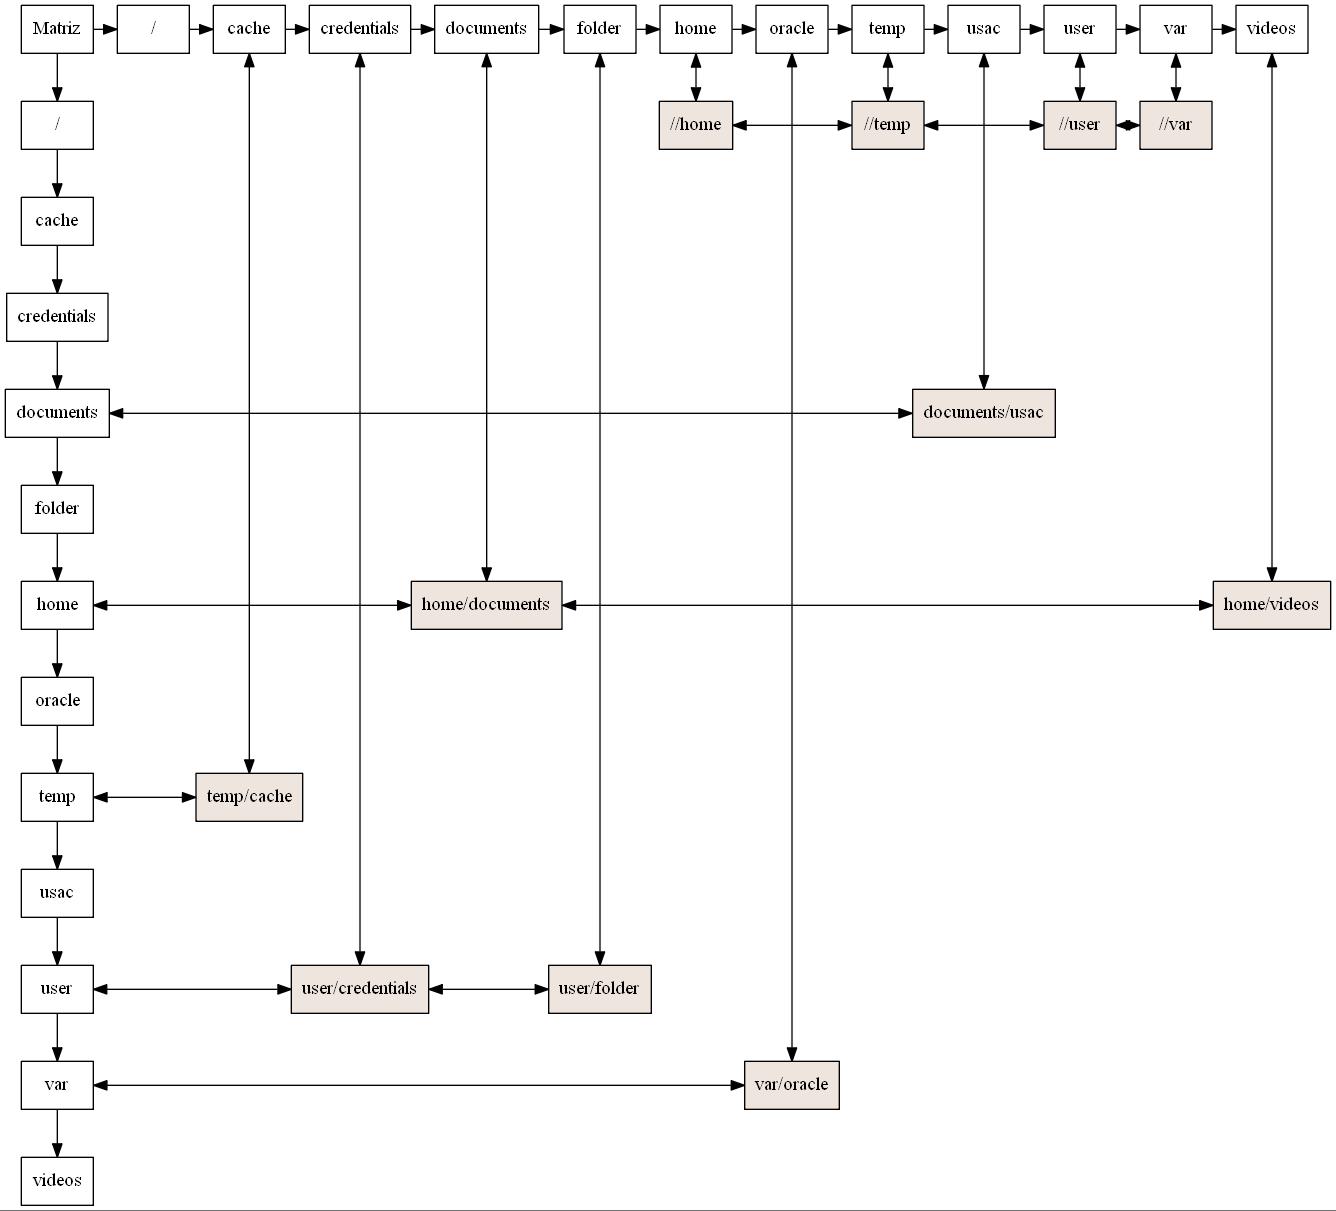 Matriz / cache credentials documents folder home oracle temp usac user var videos
/ //home //temp //user //var
cache
credentials
documents documents/usac
folder
home home/documents home/videos
oracle
temp temp/cache
usac
user user/credentials user/folder
var var/oracle
videos